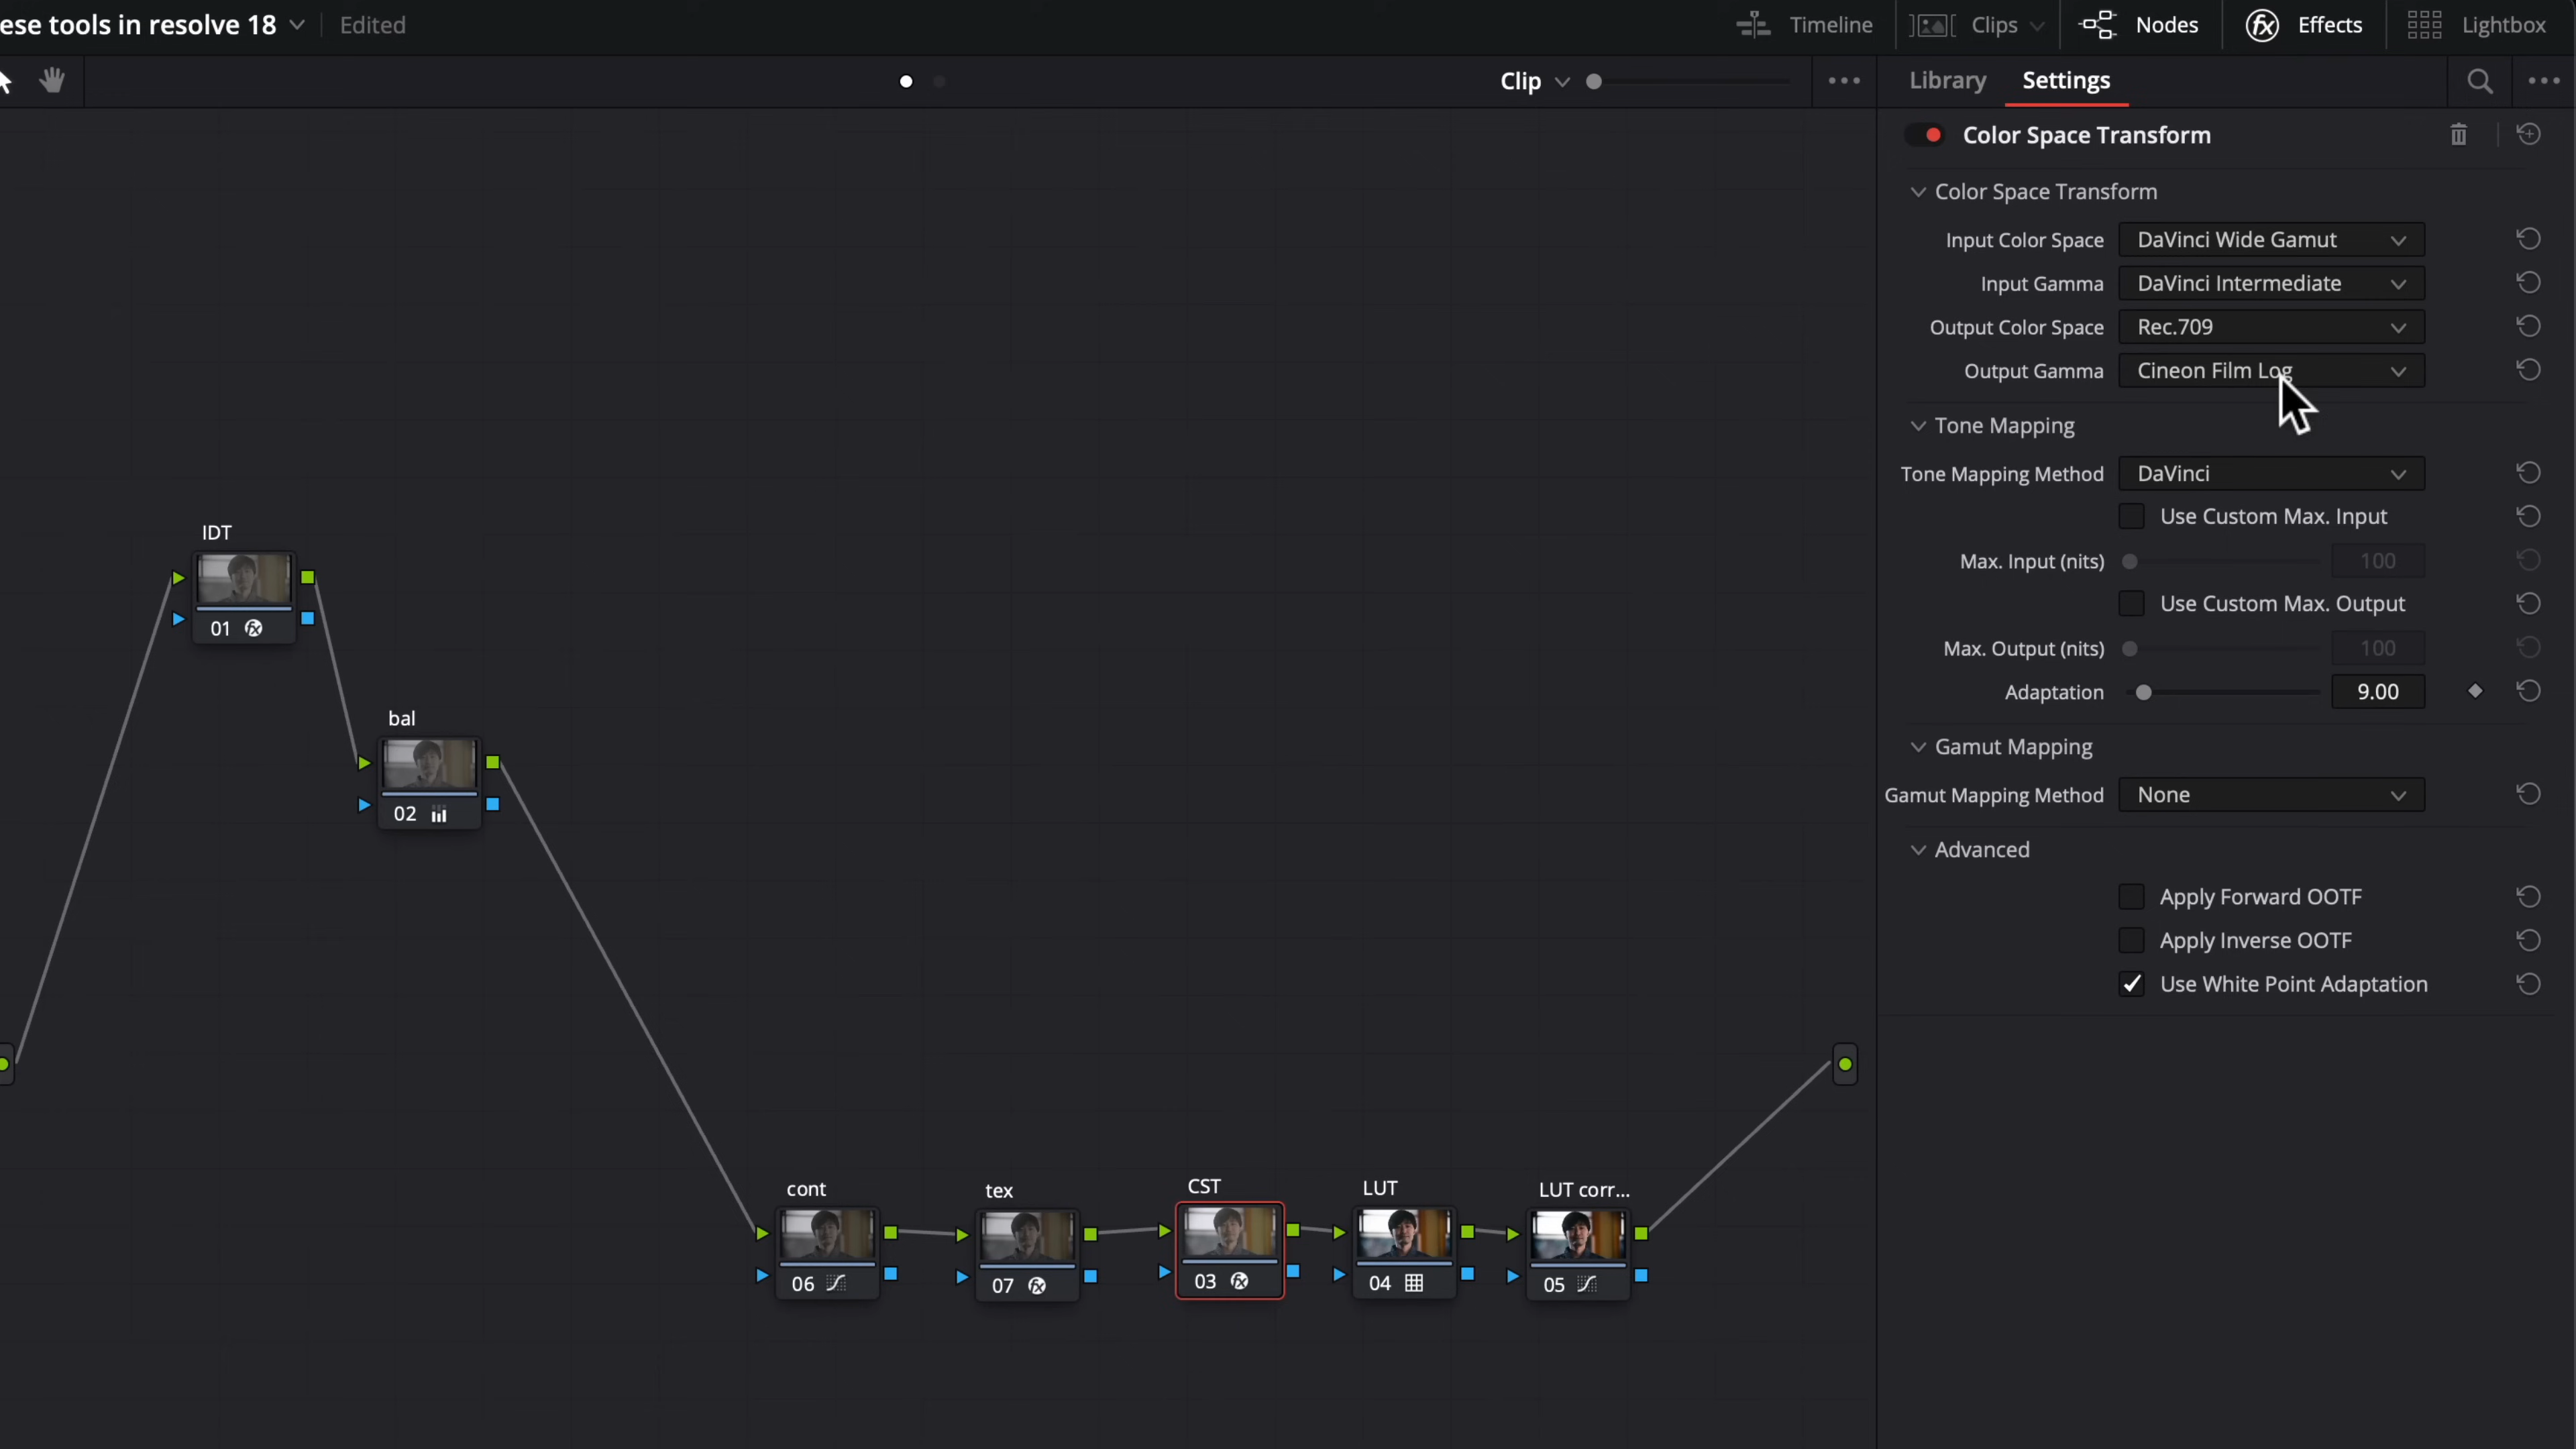 ese tools in resolve 18
Edited
Timeline
Clips
Nodes
Effects
Lightbox
Clip
Library
Settings
Color Space Transform
Color Space Transform
Input Color Space
DaVinci Wide Gamut
Input Gamma
DaVinci Intermediate
Output Color Space
Rec.709
Output Gamma
Cineon Film Log
Tone Mapping
Tone Mapping Method
DaVinci
Use Custom Max. Input
Max. Input (nits)
100
Use Custom Max. Output
Max. Output (nits)
100
Adaptation
9.00
Gamut Mapping
Gamut Mapping Method
None
Advanced
Apply Forward OOTF
Apply Inverse OOTF
Use White Point Adaptation
IDT
01
bal
02
cont
06
tex
07
CST
03
LUT
04
LUT corr...
05